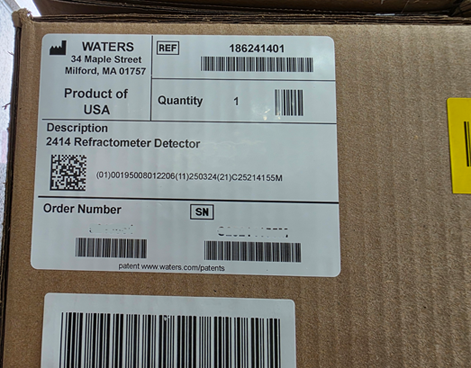 WATERS
34 Maple Street
Milford, MA 01757
REF 186241401
Product of
USA
Quantity 1
Description
2414 Refractometer Detector
(01)00195008012206(11)250324(21)C25214155M
Order Number
SN
patent www.waters.com/patents